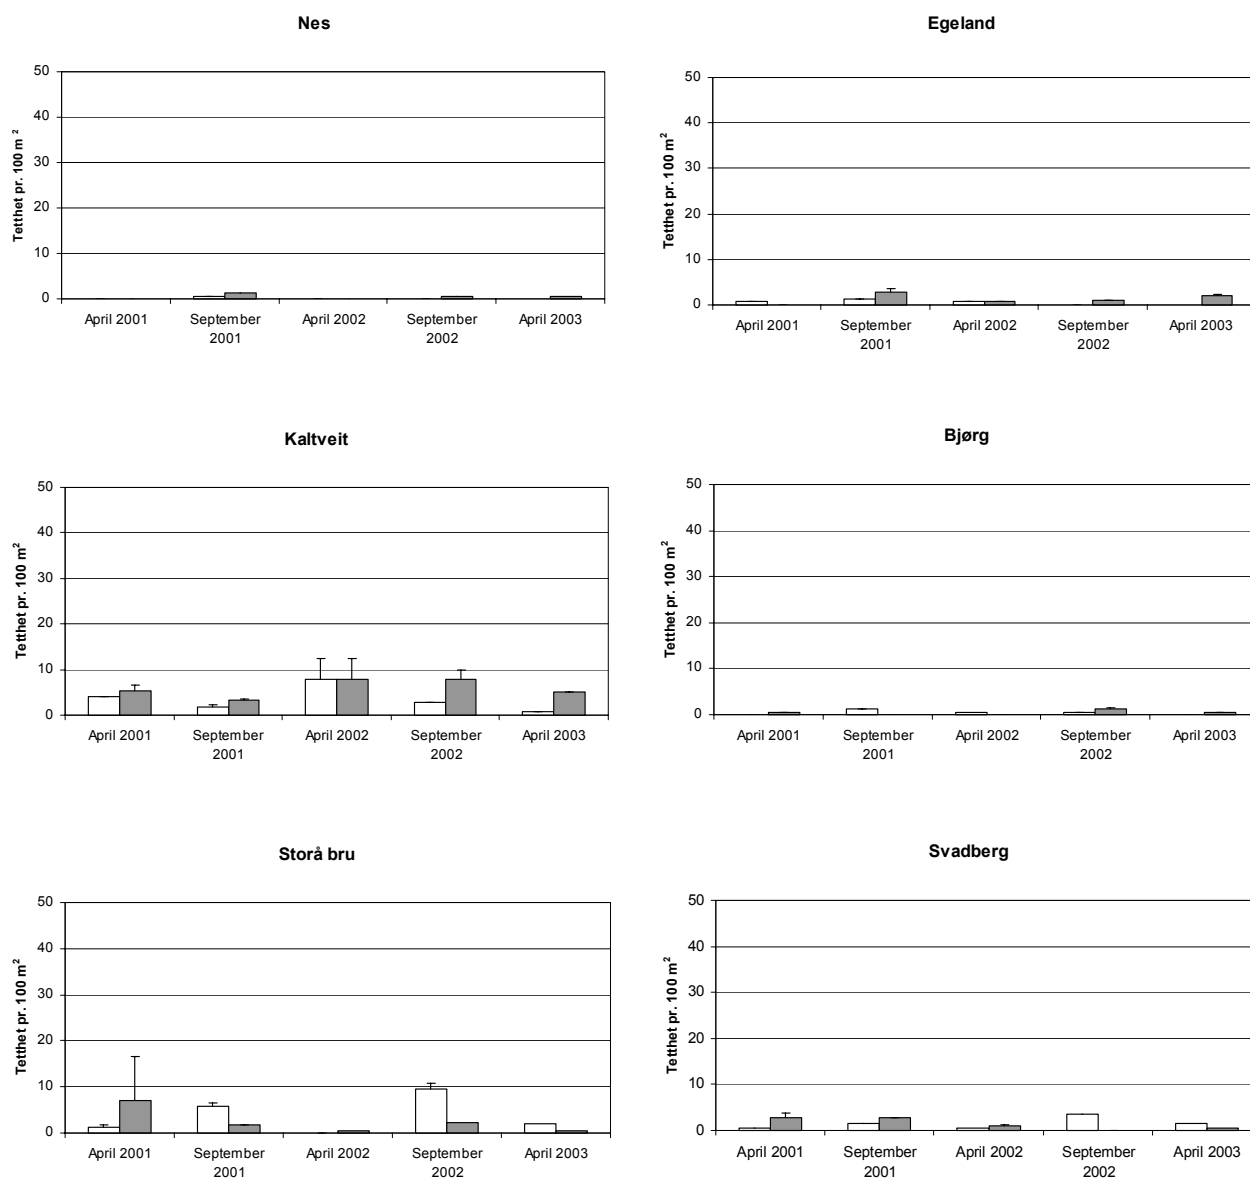 Nes
Tetthet pr. 100 m²
50
40
30
20
10
0
April 2001
September
2001
April 2002
September
2002
April 2003
Egeland
Tetthet pr. 100 m²
50
40
30
20
10
0
April 2001
September
2001
April 2002
September
2002
April 2003
Kaltveit
Tetthet pr. 100 m²
50
40
30
20
10
0
April 2001
September
2001
April 2002
September
2002
April 2003
Bjørg
Tetthet pr. 100 m²
50
40
30
20
10
0
April 2001
September
2001
April 2002
September
2002
April 2003
Storå bru
Tetthet pr. 100 m²
50
40
30
20
10
0
April 2001
September
2001
April 2002
September
2002
April 2003
Svadberg
Tetthet pr. 100 m²
50
40
30
20
10
0
April 2001
September
2001
April 2002
September
2002
April 2003